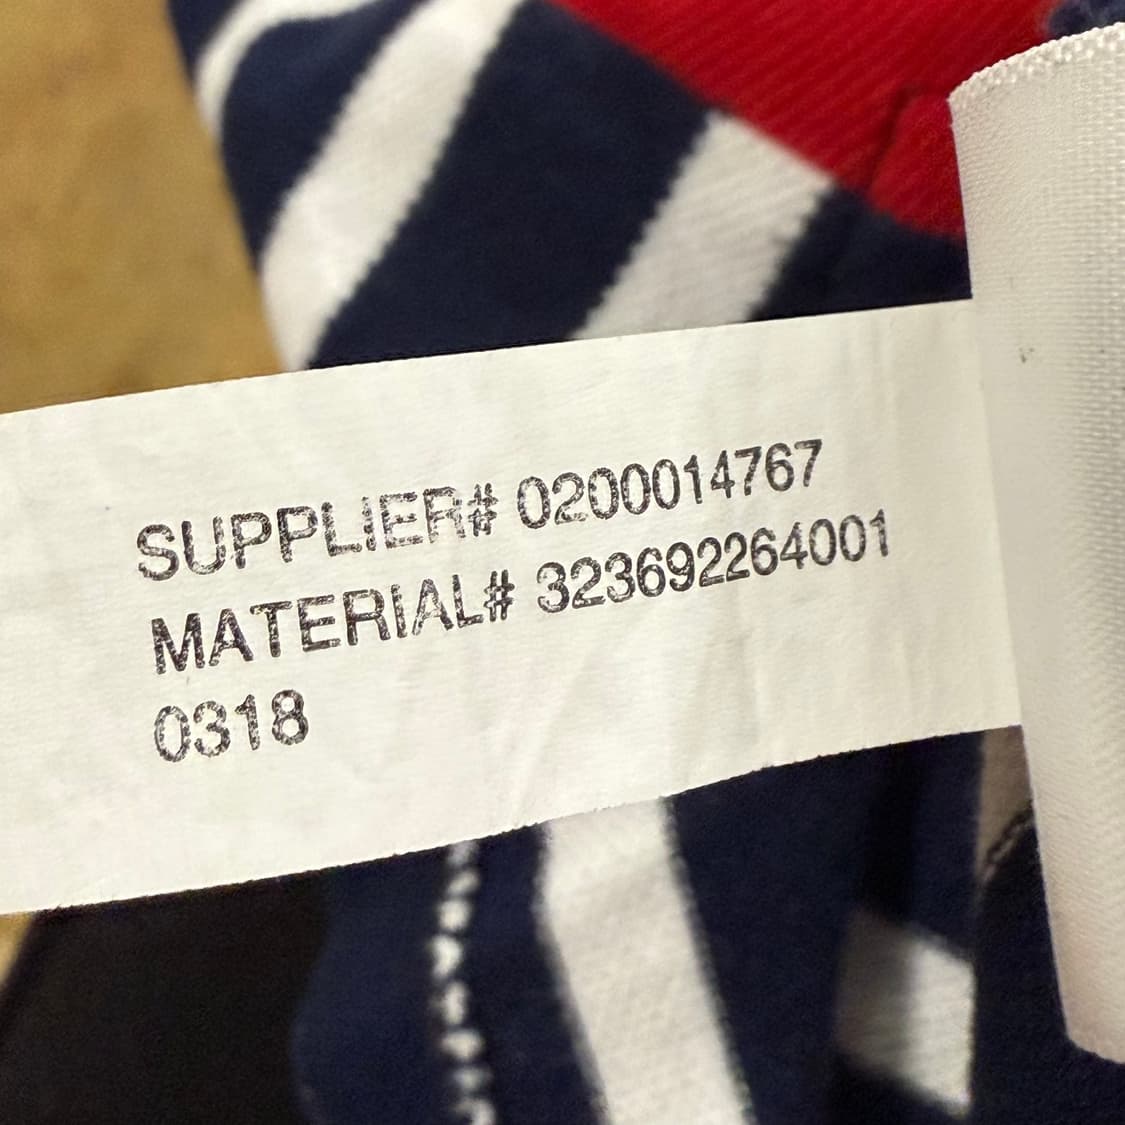 SUPPLIER# 0200014767
MATERIAL# 323692264001
0318